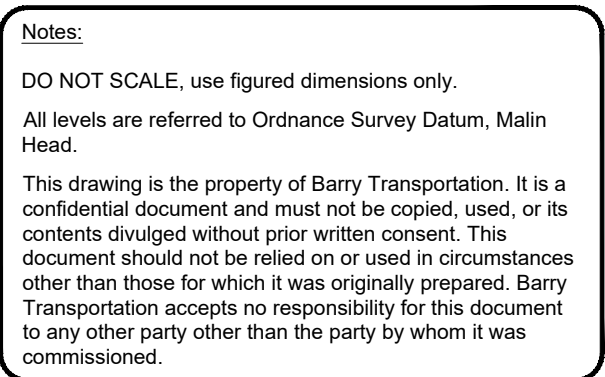 Notes:
DO NOT SCALE, use figured dimensions only.
All levels are referred to Ordnance Survey Datum, Malin
Head.
This drawing is the property of Barry Transportation. It is a
confidential document and must not be copied, used, or its
contents divulged without prior written consent. This
document should not be relied on or used in circumstances
other than those for which it was originally prepared. Barry
Transportation accepts no responsibility for this document
to any other party other than the party by whom it was
commissioned.